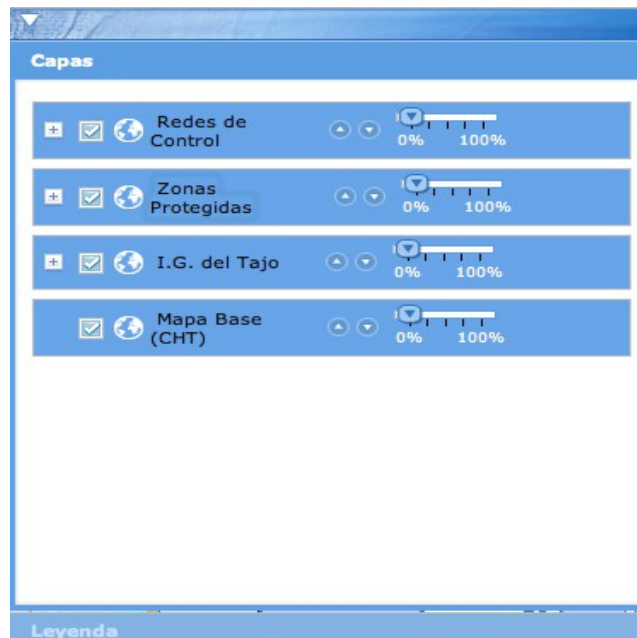 Capas
Redes de
Control
0% 100%
Zonas
Protegidas
0% 100%
I.G. del Tajo
0% 100%
Mapa Base
(CHT)
0% 100%
Leyenda